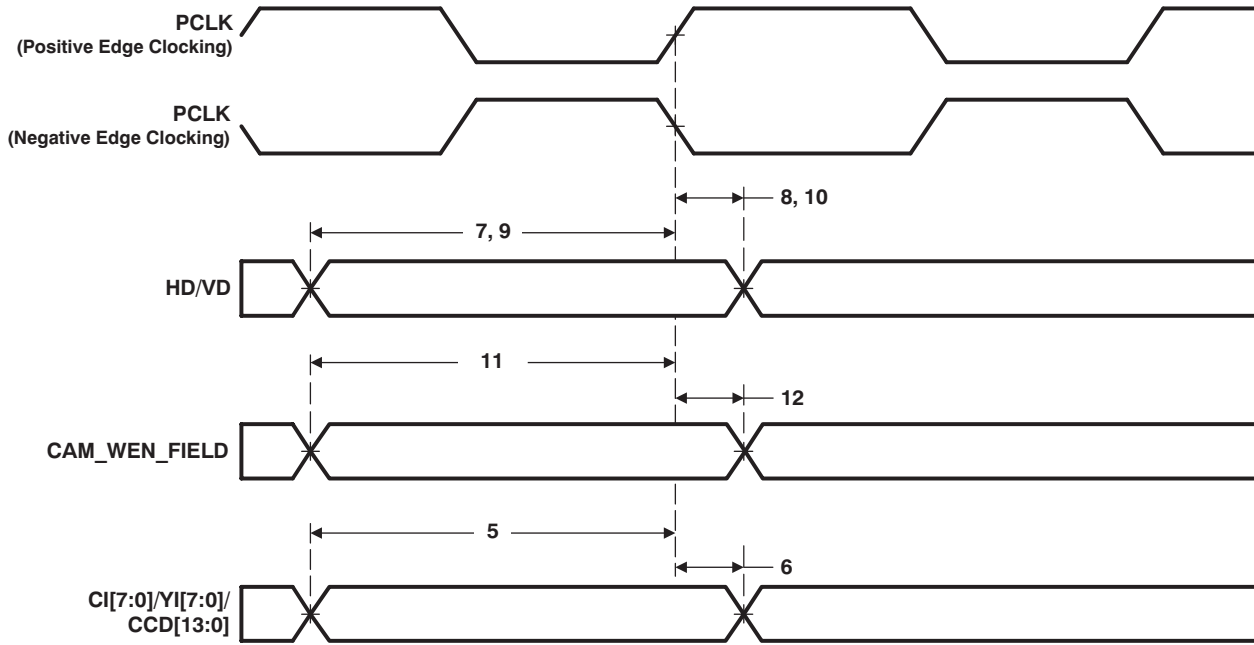 PCLK
(Positive Edge Clocking)
PCLK
(Negative Edge Clocking)
8, 10
7, 9
HD/VD
11
12
CAM_WEN_FIELD
5
6
CI[7:0]/YI[7:0]/
CCD[13:0]